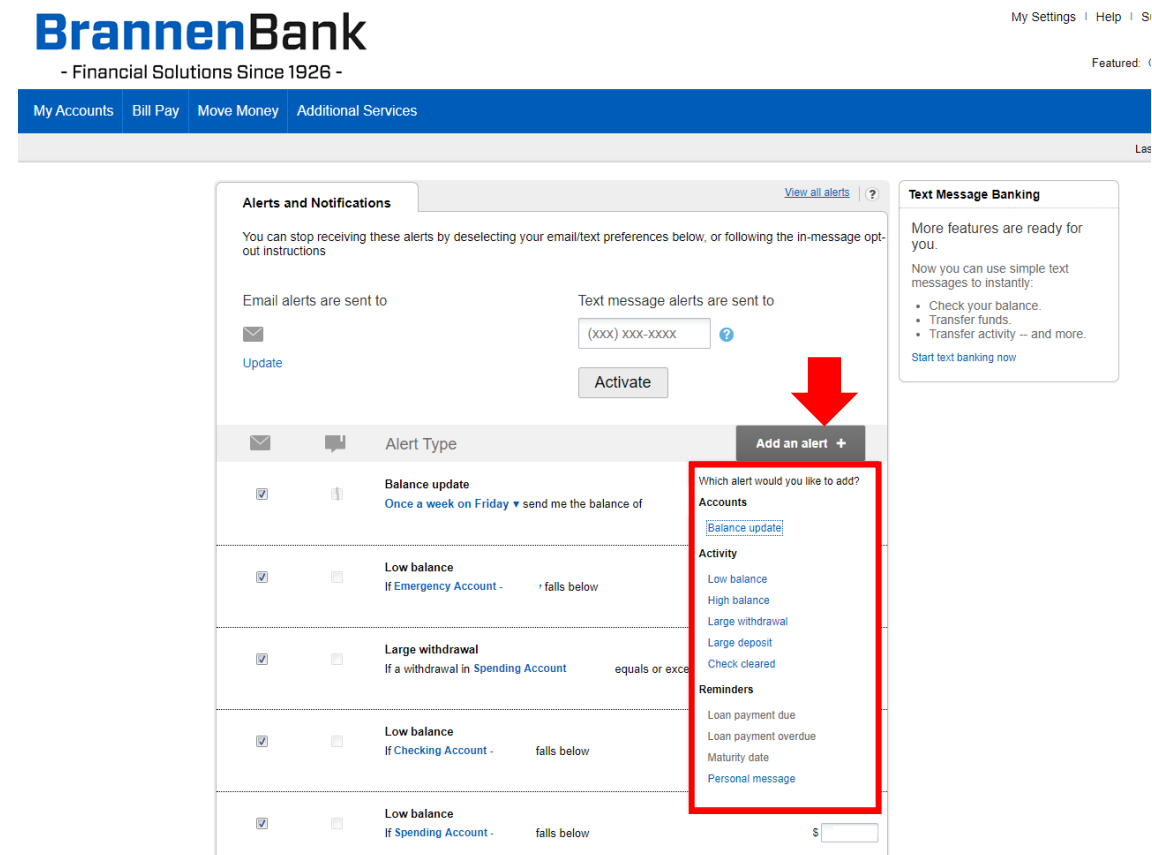 BrannenBank
- Financial Solutions Since 1926 -
My Settings | Help |
Featured:
My Accounts
Bill Pay
Move Money
Additional Services
Alerts and Notifications
View all alerts
?
You can stop receiving these alerts by deselecting your email/text preferences below, or following the in-message opt-
out instructions
Email alerts are sent to
Update
Text message alerts are sent to
(xxx) xxx-xxxx
?
Activate
Alert Type
Add an alert +
Balance update
Once a week on Friday ▾ send me the balance of
Low balance
If Emergency Account - falls below
Large withdrawal
If a withdrawal in Spending Account equals or exce
Low balance
If Checking Account - falls below
Low balance
If Spending Account - falls below
$
Which alert would you like to add?
Accounts
Balance update
Activity
Low balance
High balance
Large withdrawal
Large deposit
Check cleared
Reminders
Loan payment due
Loan payment overdue
Maturity date
Personal message
Text Message Banking
More features are ready for
you.
Now you can use simple text
messages to instantly:
• Check your balance.
• Transfer funds.
• Transfer activity -- and more.
Start text banking now